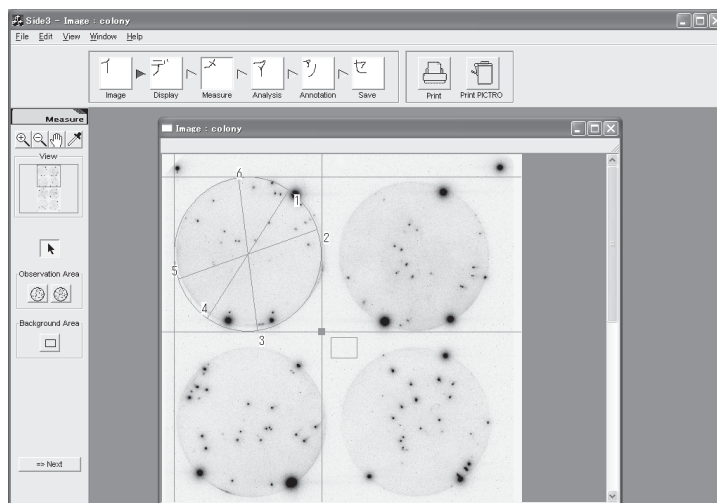 Side3 - Image : colony
File Edit View Window Help
イ デ メ ア ア セ
Image Display Measure Analysis Annotation Save Print Print PICTRO
Measure
View
Observation Area
Background Area
=> Next
Image : colony
6
1
2
5
4
3